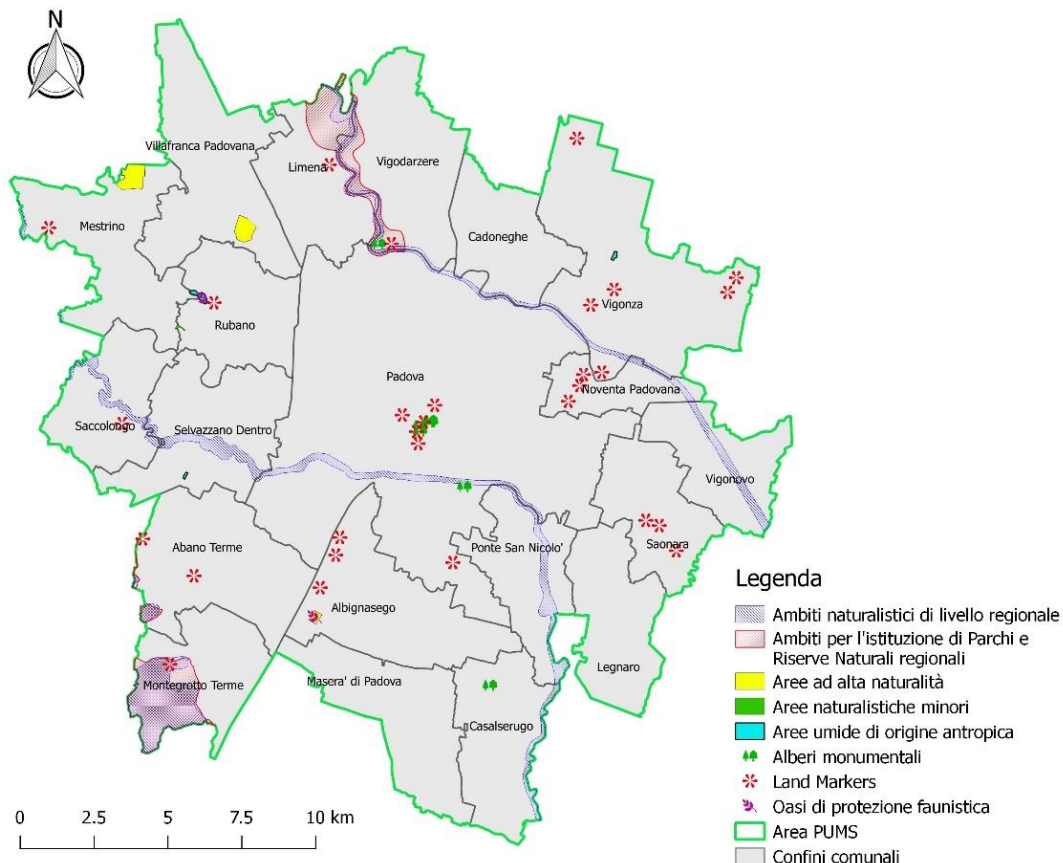 N
Villafranca Padovana
Limena
Vigodarzere
Mestrino
Cadoneghe
Vigonza
Rubano
Padova
Noventa Padovana
Saccolongo
Selvazzano Dentro
Vigonovo
Abano Terme
Ponte San Nicolo'
Saonara
Albignasego
Legnaro
Montegrotto Terme
Masera' di Padova
Casalserugo
0 2.5 5 7.5 10 km
Legenda
Ambiti naturalistici di livello regionale
Ambiti per l'istituzione di Parchi e
Riserve Naturali regionali
Aree ad alta naturalità
Aree naturalistiche minori
Aree umide di origine antropica
Alberi monumentali
Land Markers
Oasi di protezione faunistica
Area PUMS
Confini comunali